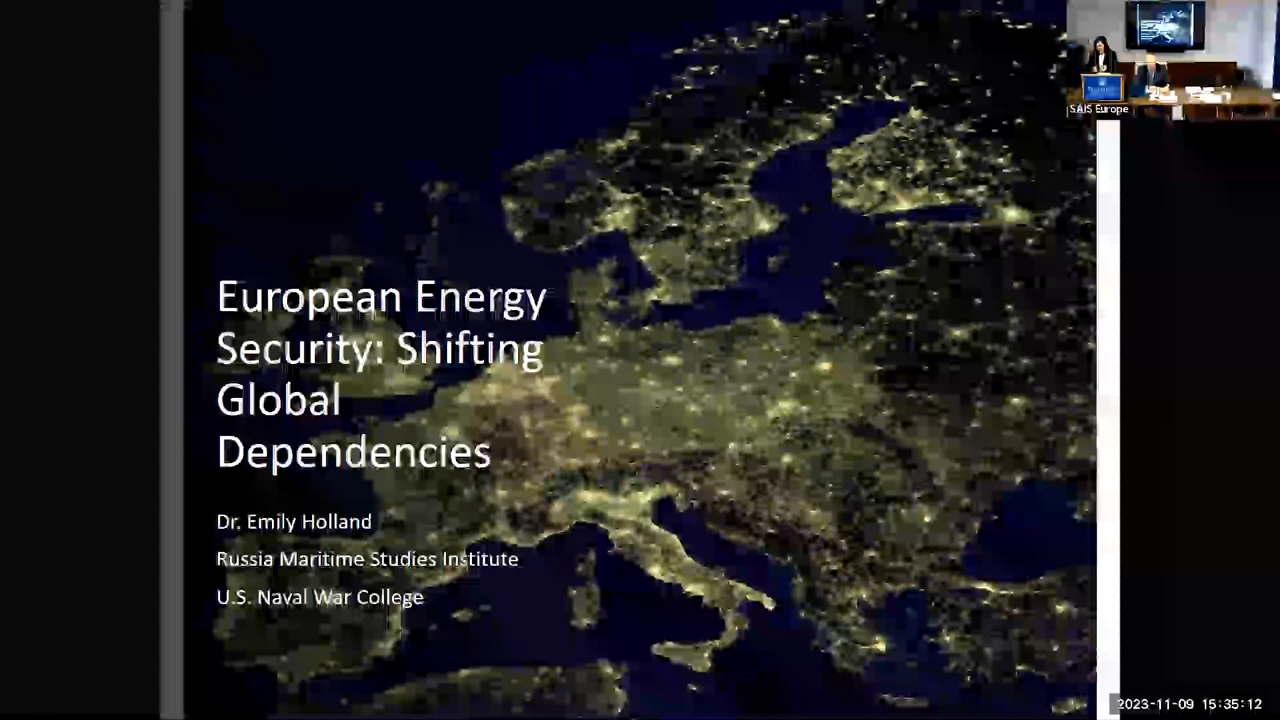 European Energy
Security: Shifting
Global
Dependencies
Dr. Emily Holland
Russia Maritime Studies Institute
U.S. Naval War College
SAIS Europe
2023-11-09 15:35:12